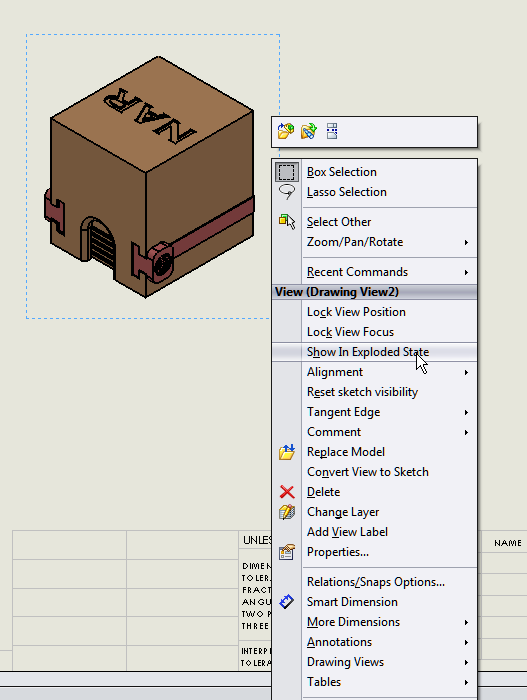 NAR
Box Selection
Lasso Selection
Select Other
Zoom/Pan/Rotate
Recent Commands
View (Drawing View2)
Lock View Position
Lock View Focus
Show In Exploded State
Alignment
Reset sketch visibility
Tangent Edge
Comment
Replace Model
Convert View to Sketch
Delete
Change Layer
Add View Label
Properties...
Relations/Snaps Options...
Smart Dimension
More Dimensions
Annotations
Drawing Views
Tables
UNLES
DIMEN
TOLER
FRACT
ANGU
TWO P
THREE
INTERP
TOLERA
NAME